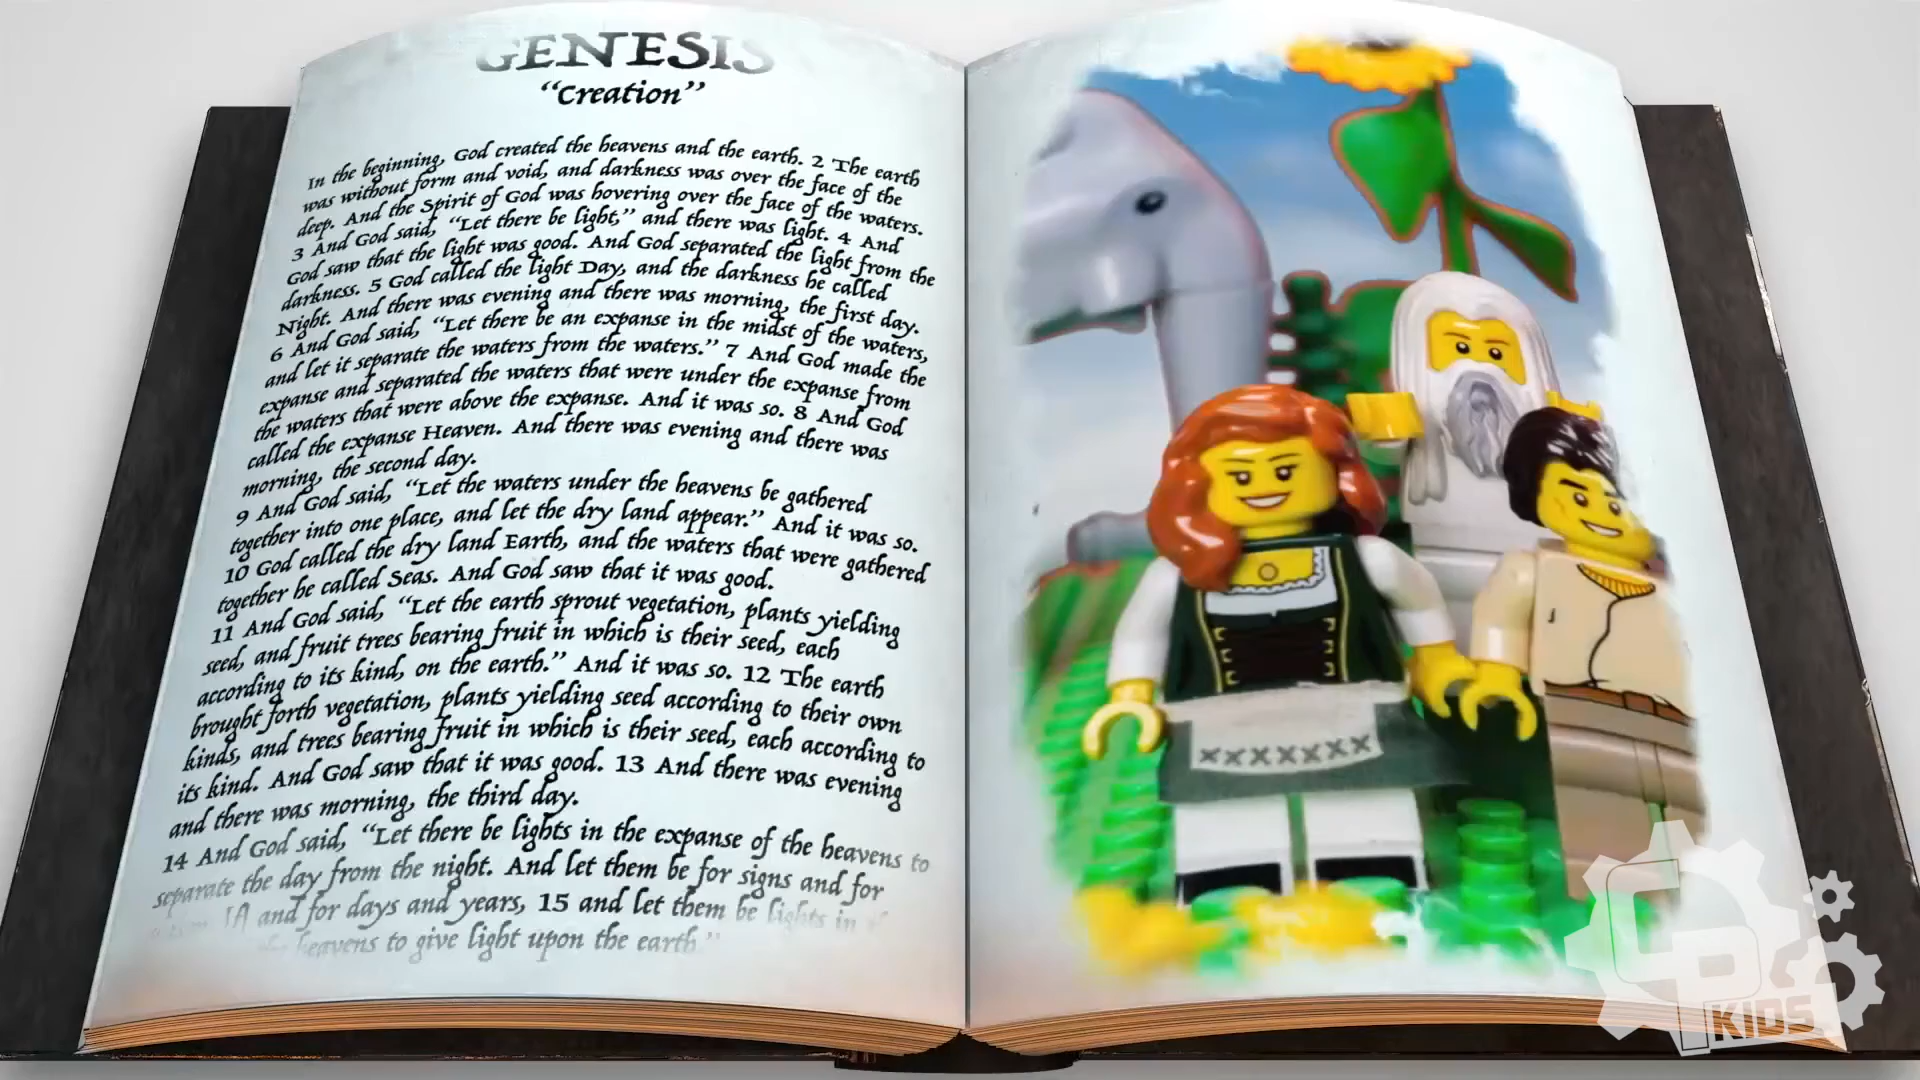 GENESIS
“Creation”
In the beginning, God created the heavens and the earth. 2 The earth
was without form and void, and darkness was over the face of the
deep. And the Spirit of God was hovering over the face of the waters.
3 And God said, “Let there be light,” and there was light. 4 And
God saw that the light was good. And God separated the light from the
darkness. 5 God called the light Day, and the darkness he called
Night. And there was evening and there was morning, the first day.
6 And God said, “Let there be an expanse in the midst of the waters,
and let it separate the waters from the waters.” 7 And God made the
expanse and separated the waters that were under the expanse from
the waters that were above the expanse. And it was so. 8 And God
called the expanse Heaven. And there was evening and there was
morning, the second day.
9 And God said, “Let the waters under the heavens be gathered
together into one place, and let the dry land appear.” And it was so.
10 God called the dry land Earth, and the waters that were gathered
together he called Seas. And God saw that it was good.
11 And God said, “Let the earth sprout vegetation, plants yielding
seed, and fruit trees bearing fruit in which is their seed, each
according to its kind, on the earth.” And it was so. 12 The earth
brought forth vegetation, plants yielding seed according to their own
kinds, and trees bearing fruit in which is their seed, each according to
its kind. And God saw that it was good. 13 And there was evening
and there was morning, the third day.
14 And God said, “Let there be lights in the expanse of the heavens to
separate the day from the night. And let them be for signs and for
and for days and years, 15 and let them be lights in
heavens to give light upon the earth.”
CP
KIDS